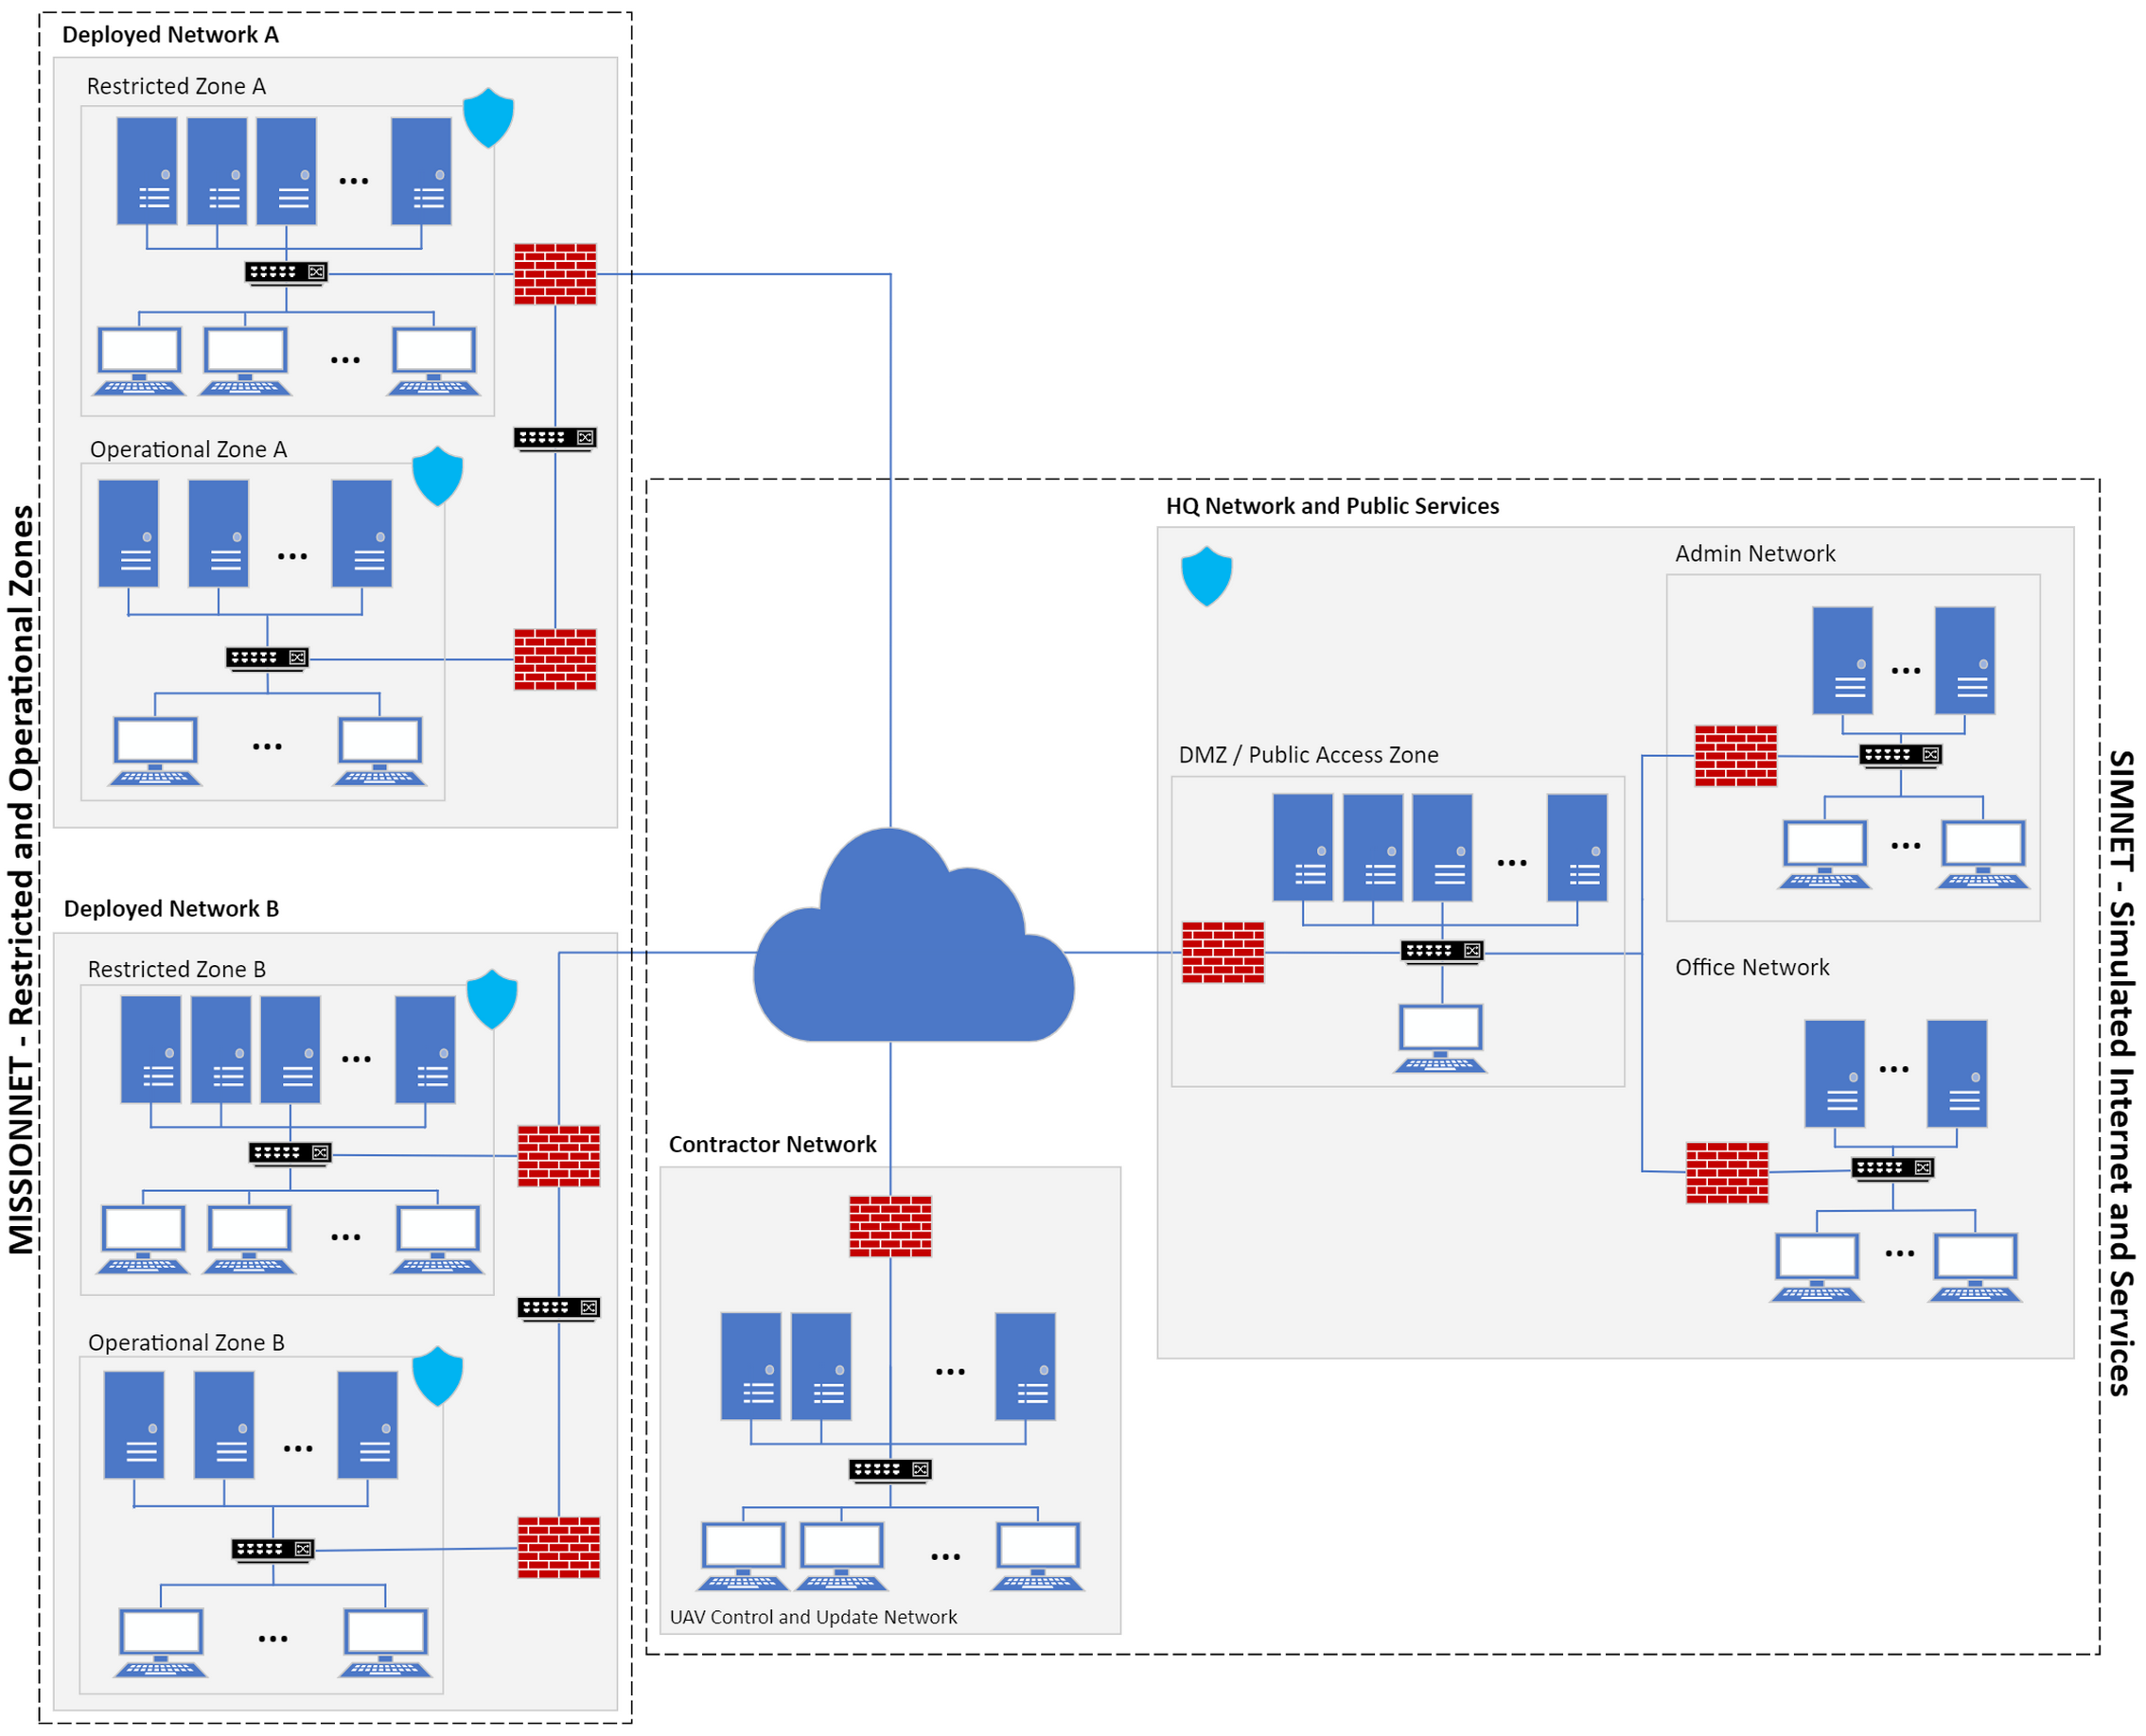 Deployed Network A
Restricted Zone A
Operational Zone A
MISSIONNET - Restricted and Operational Zones
Deployed Network B
Restricted Zone B
Operational Zone B
HQ Network and Public Services
Admin Network
DMZ / Public Access Zone
Office Network
Contractor Network
UAV Control and Update Network
SIMNET - Simulated Internet and Services